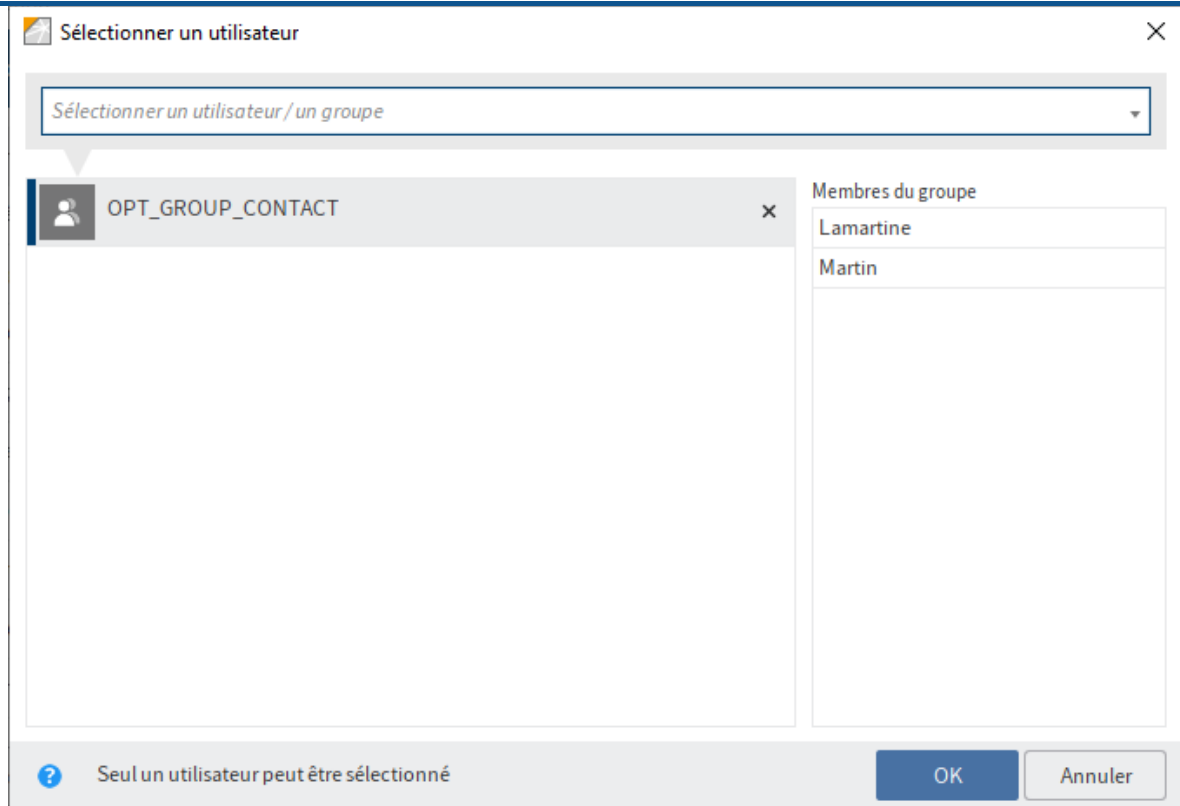 Sélectionner un utilisateur
Sélectionner un utilisateur / un groupe
OPT_GROUP_CONTACT
Membres du groupe
Lamartine
Martin
Seul un utilisateur peut être sélectionné
OK
Annuler